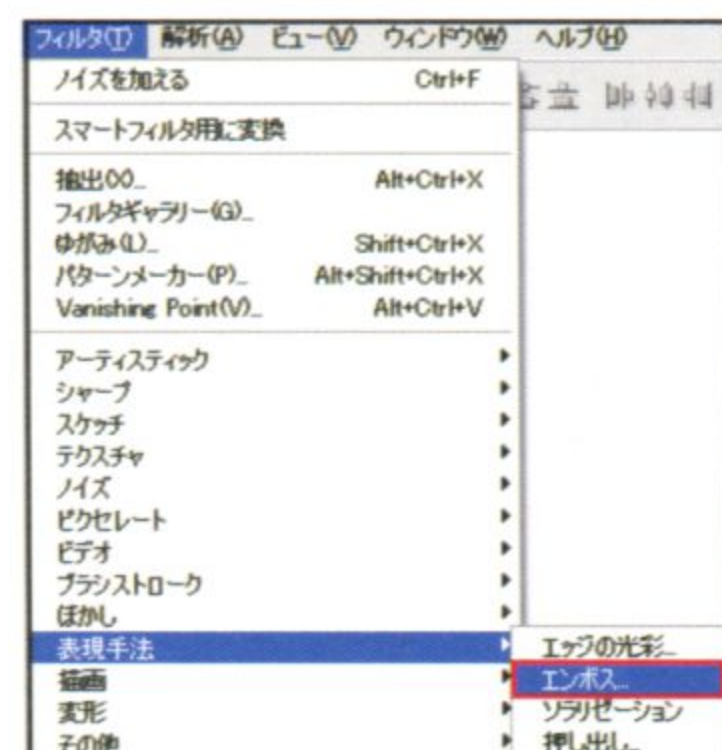 フィルタ(T) 解析(A) ビュー(V) ウィンドウ(W) ヘルプ(H)
ノイズを加える Ctrl+F
スマートフィルタ用に変換
抽出(X)... Alt+Ctrl+X
フィルタギャラリー(G)...
ゆがみ(L)... Shift+Ctrl+X
パターンメーカー(P)... Alt+Shift+Ctrl+X
Vanishing Point(V)... Alt+Ctrl+V
アーティスティック
シャープ
スケッチ
テクスチャ
ノイズ
ピクセレート
ビデオ
ブラシストローク
ぼかし
表現手法 エッジの光彩...
描画 エンボス...
変形 ソラリゼーション
その他 押し出し...